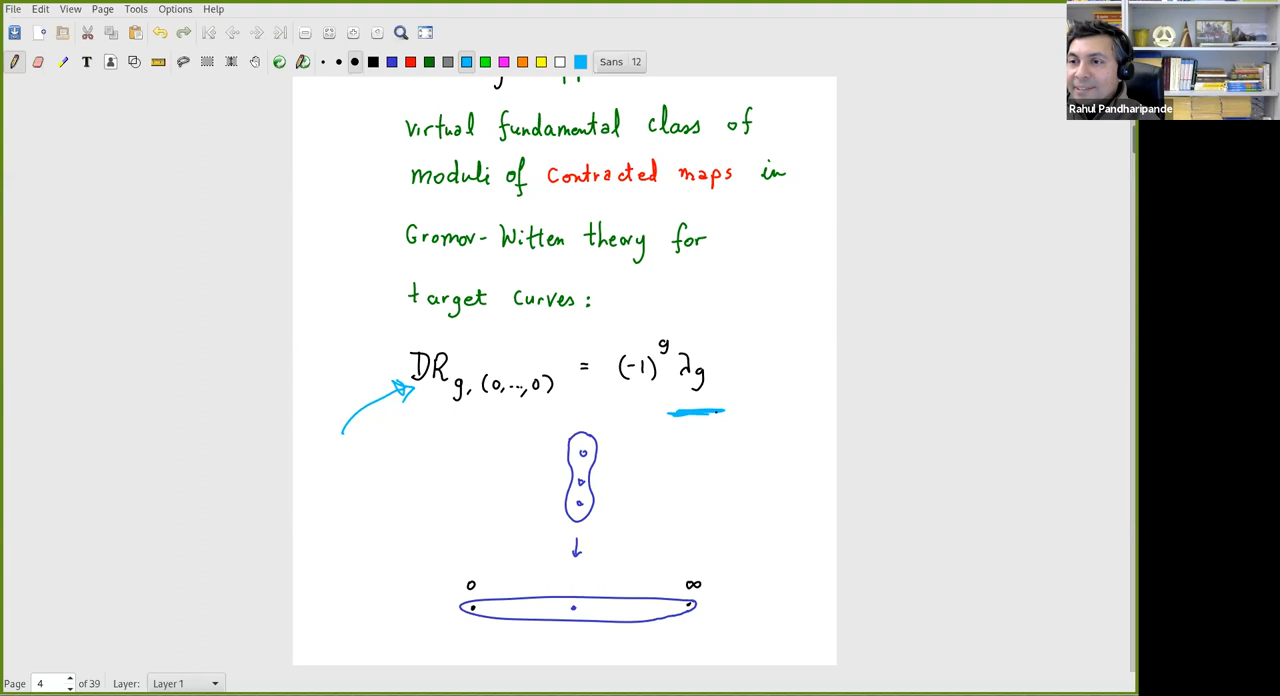 File Edit View Page Tools Options Help
Sans 12
Rahul Pandharipande
virtual fundamental class of
moduli of contracted maps in
Gromov-Witten theory for
target curves:
DR_{g, (0,...,0)} = (-1)^g λ_g
0 ∞
Page 4 of 39 Layer: Layer 1